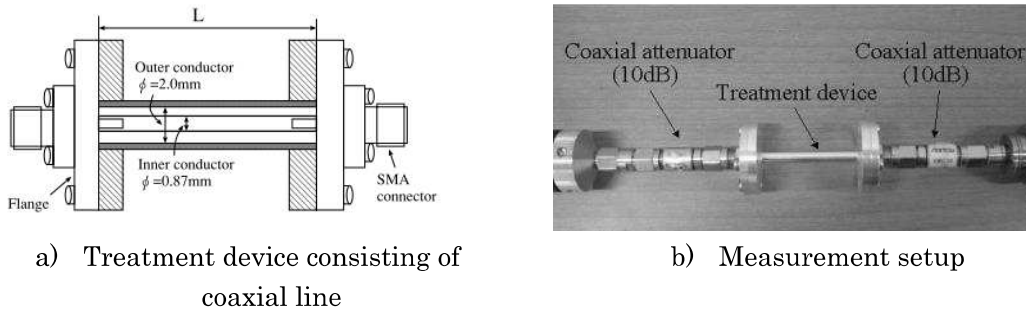 L
Outer conductor
ϕ =2.0mm
Inner conductor
ϕ =0.87mm
Flange
SMA
connector
Coaxial attenuator
(10dB)
Coaxial attenuator
(10dB)
Treatment device
a) Treatment device consisting of
coaxial line
b) Measurement setup